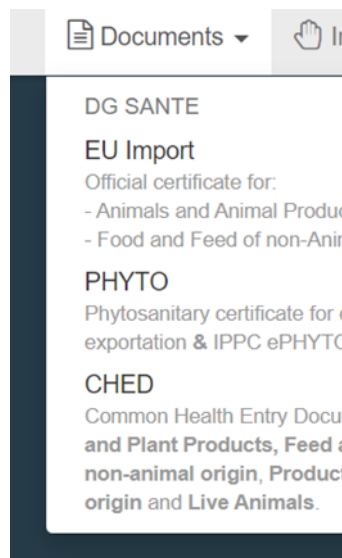 Documents
DG SANTE
EU Import
Official certificate for:
- Animals and Animal
- Food and Feed of
PHYTO
Phytosanitary certificate for
exportation & IPPC
CHED
Common Health Entry
and Plant Products, Feed
non-animal origin,
origin and Live Animals.